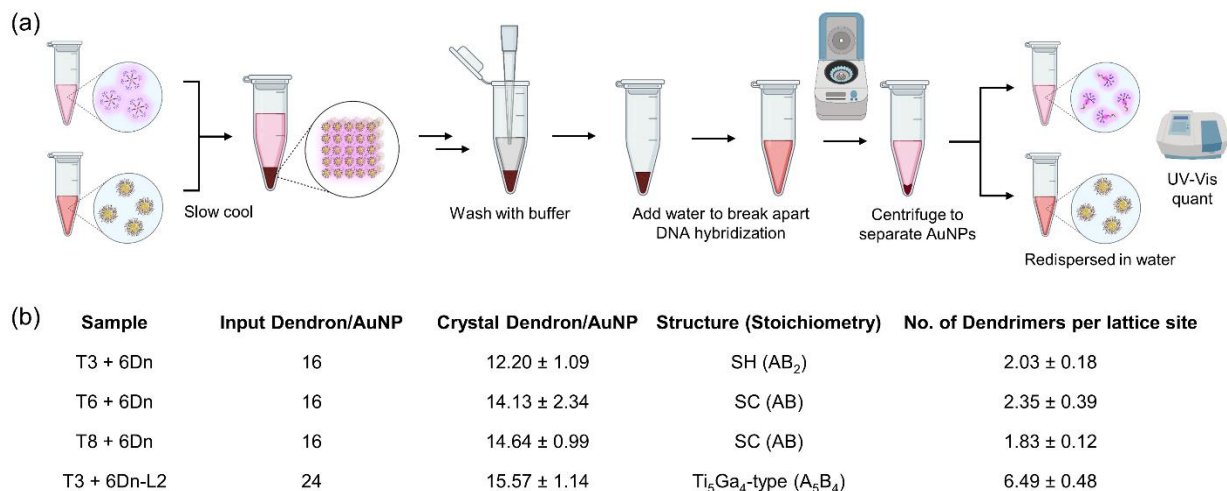 (a)
Slow cool
Wash with buffer
Add water to break apart
DNA hybridization
Centrifuge to
separate AuNPs
Redispersed in water
UV-Vis
quant
(b)
Sample Input Dendron/AuNP Crystal Dendron/AuNP Structure (Stoichiometry) No. of Dendrimers per lattice site
T3 + 6Dn 16 12.20 ± 1.09 SH (AB₂) 2.03 ± 0.18
T6 + 6Dn 16 14.13 ± 2.34 SC (AB) 2.35 ± 0.39
T8 + 6Dn 16 14.64 ± 0.99 SC (AB) 1.83 ± 0.12
T3 + 6Dn-L2 24 15.57 ± 1.14 Ti₅Ga₄-type (A₅B₄) 6.49 ± 0.48